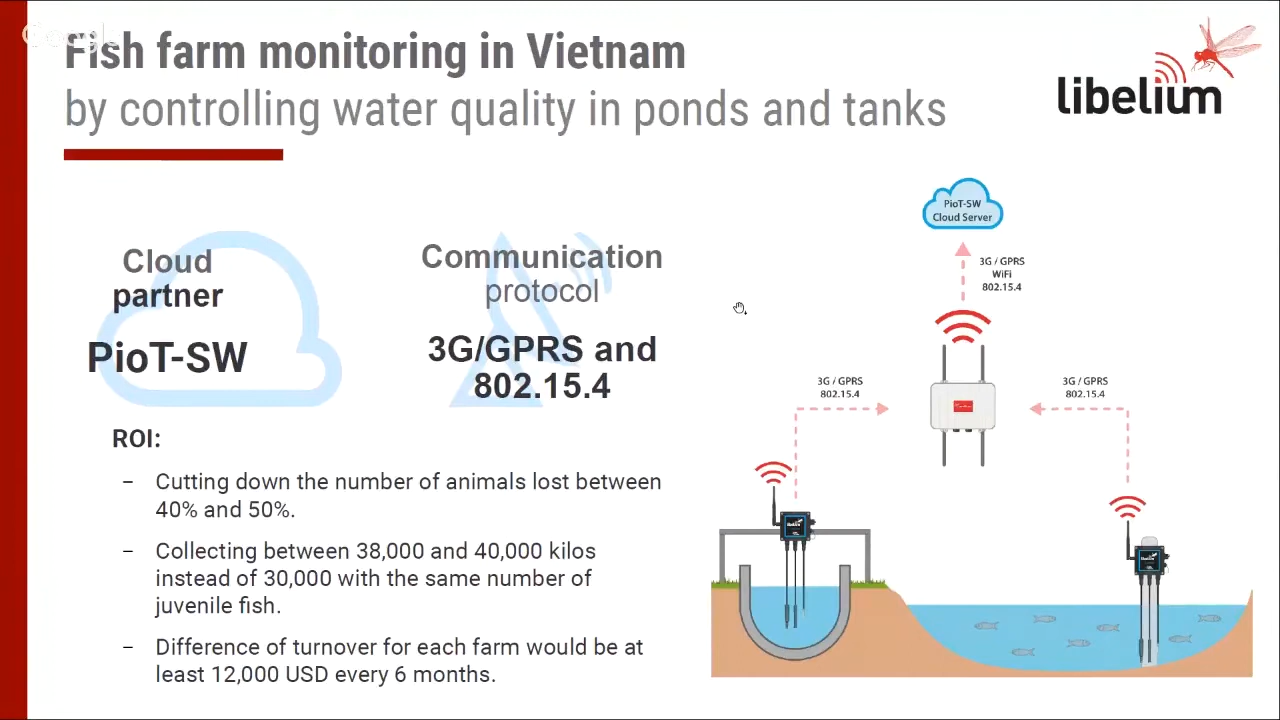 Google
Fish farm monitoring in Vietnam
by controlling water quality in ponds and tanks
libelium
Cloud
partner
PioT-SW
Communication
protocol
3G/GPRS and
802.15.4
ROI:
– Cutting down the number of animals lost between
40% and 50%.
– Collecting between 38,000 and 40,000 kilos
instead of 30,000 with the same number of
juvenile fish.
– Difference of turnover for each farm would be at
least 12,000 USD every 6 months.
PioT-SW
Cloud Server
3G / GPRS
WiFi
802.15.4
3G / GPRS
802.15.4
3G / GPRS
802.15.4